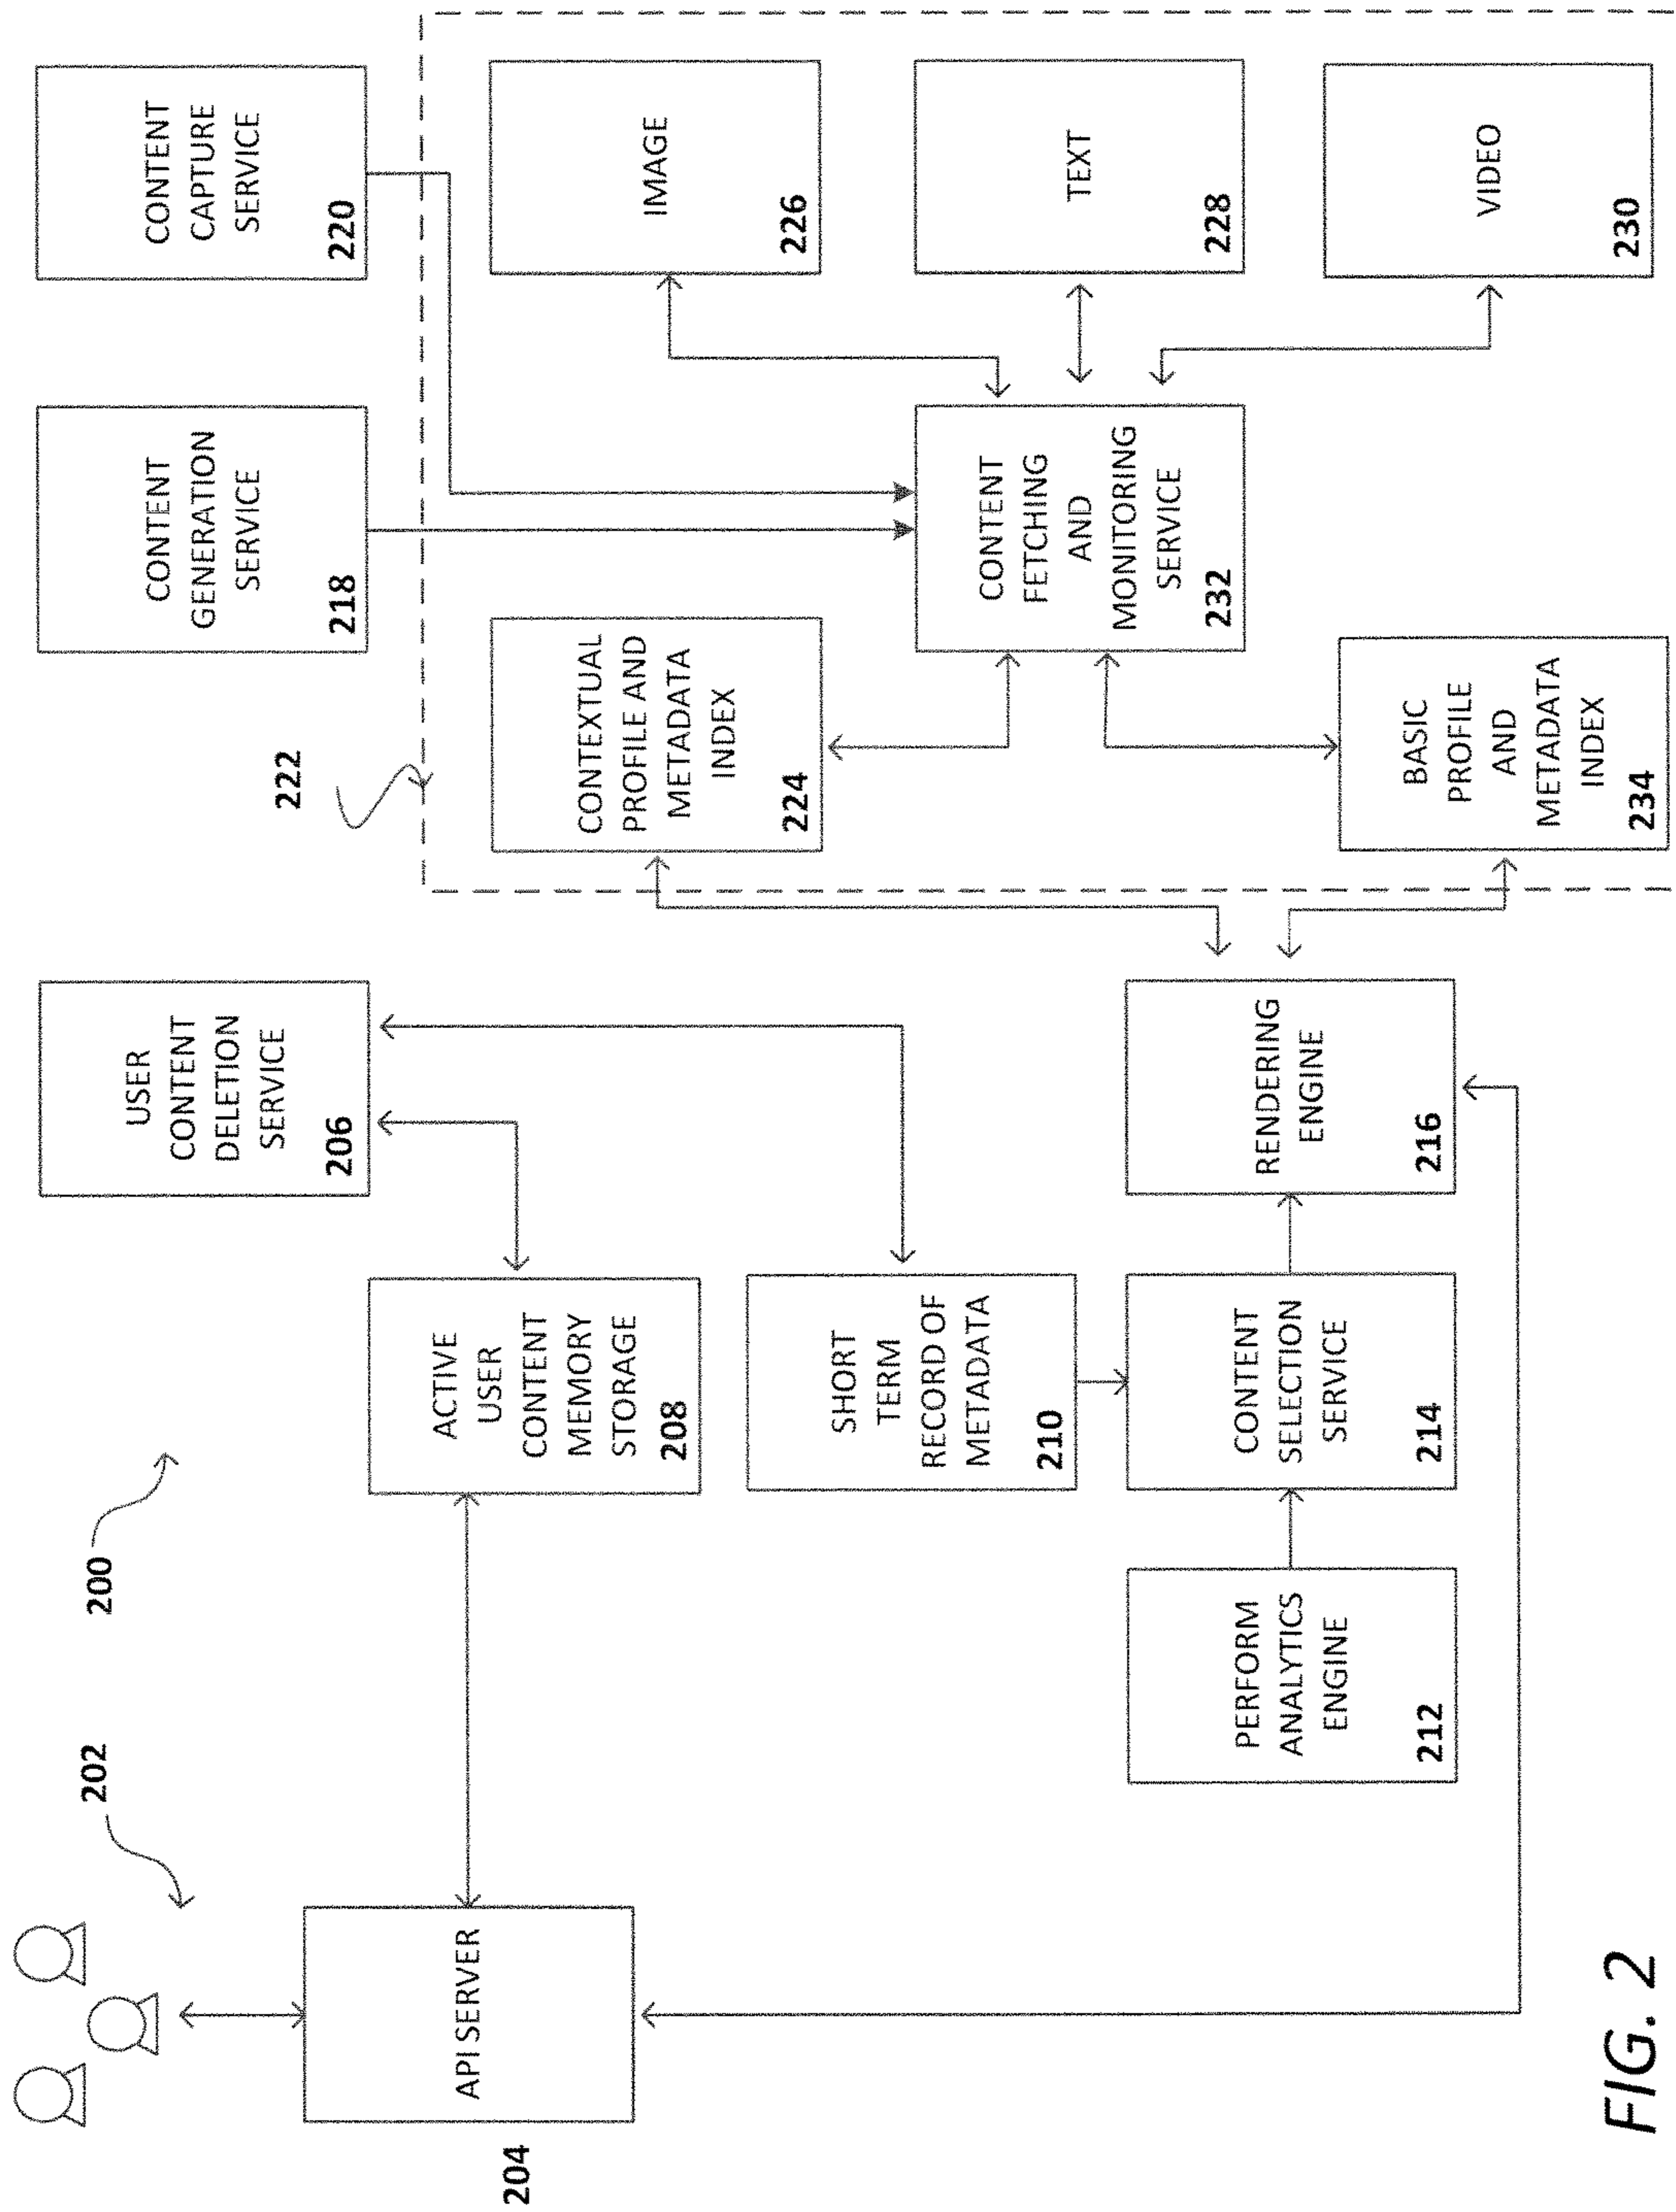 200
202
204
API SERVER
USER
CONTENT
DELETION
SERVICE
206
ACTIVE
USER
CONTENT
MEMORY
STORAGE
208
SHORT
TERM
RECORD OF
METADATA
210
PERFORM
ANALYTICS
ENGINE
212
CONTENT
SELECTION
SERVICE
214
RENDERING
ENGINE
216
CONTENT
GENERATION
SERVICE
218
CONTENT
CAPTURE
SERVICE
220
222
CONTEXTUAL
PROFILE AND
METADATA
INDEX
224
IMAGE
226
TEXT
228
VIDEO
230
CONTENT
FETCHING
AND
MONITORING
SERVICE
232
BASIC
PROFILE
AND
METADATA
INDEX
234
FIG. 2